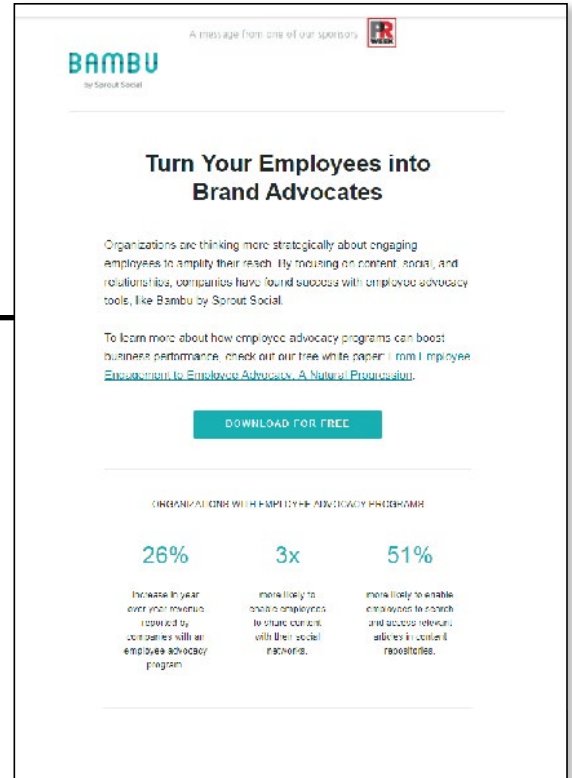 A message from one of our sponsors
PR
WEEK
BAMBU
by Sprout Social
Turn Your Employees into
Brand Advocates
Organizations are thinking more strategically about engaging
employees to amplify their reach. By focusing on content, social, and
relationships, companies have found success with employee advocacy
tools, like Bambu by Sprout Social.
To learn more about how employee advocacy programs can boost
business performance, check out our free white paper: From Employee
Engagement to Employee Advocacy: A Natural Progression.
DOWNLOAD FOR FREE
ORGANIZATIONS WITH EMPLOYEE ADVOCACY PROGRAMS
26%
increase in year
over year revenue
reported by
companies with an
employee advocacy
program
3x
more likely to
enable employees
to share content
with their social
networks.
51%
more likely to enable
employees to search
and access relevant
articles in content
repositories.